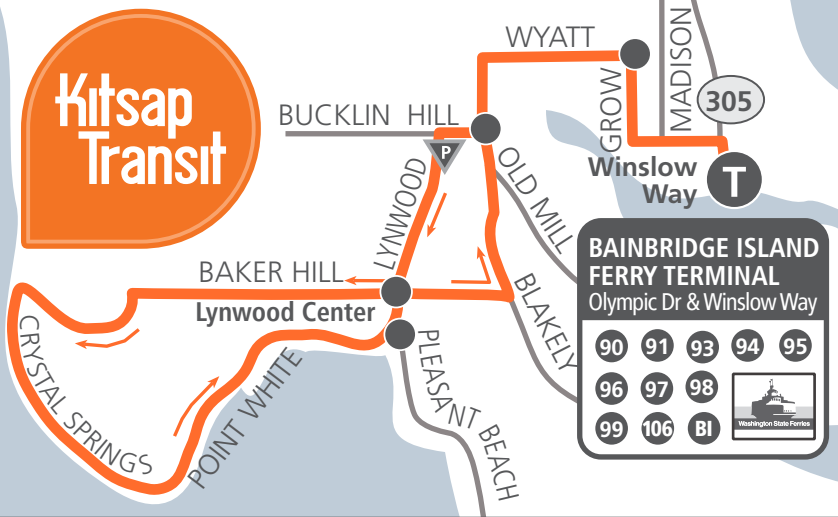 Kitsap
Transit
WYATT
MADISON
GROW
305
BUCKLIN HILL
P
Winslow
Way
T
OLD MILL
LYNWOOD
BAINBRIDGE ISLAND
FERRY TERMINAL
Olympic Dr & Winslow Way
90 91 93 94 95
96 97 98
99 106 BI
Washington State Ferries
BAKER HILL
Lynwood Center
BLAKELY
CRYSTAL SPRINGS
POINT WHITE
PLEASANT BEACH